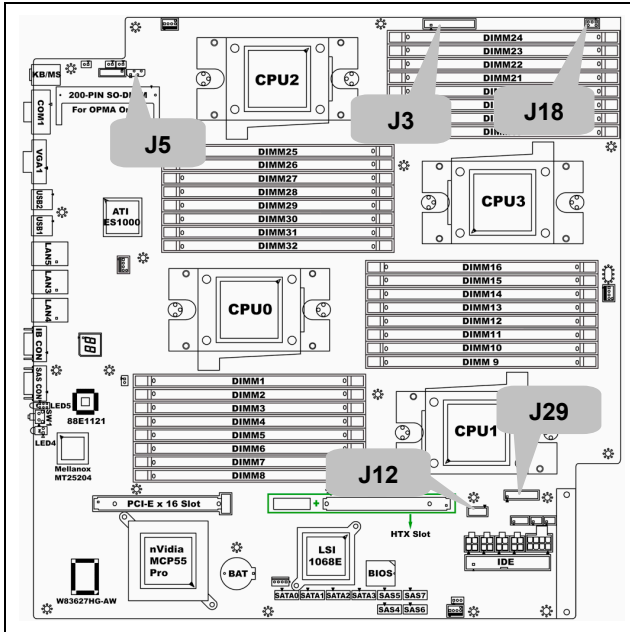 DIMM24
DIMM23
DIMM22
DIMM21
CPU2
KB/MS
200-PIN SO-
For OPMA
J5
J3
J18
COM1
VGA1
USB2
USB1
LAN5
LAN3
LAN4
IB CON
SAS CON
ATI
ES1000
DIMM25
DIMM26
DIMM27
DIMM28
DIMM29
DIMM30
DIMM31
DIMM32
CPU3
CPU0
DIMM16
DIMM15
DIMM14
DIMM13
DIMM12
DIMM11
DIMM10
DIMM 9
DIMM1
DIMM2
DIMM3
DIMM4
DIMM5
DIMM6
DIMM7
DIMM8
88
LED5
SW1
LED4
88E1121
Mellanox
MT25204
CPU1
J29
J12
PCI-E x 16 Slot
+
HTX Slot
nVidia
MCP55
Pro
BAT
LSI
1068E
BIOS
IDE
W83627HG-AW
SATA0 SATA1 SATA2 SATA3 SAS5 SAS7
SAS4 SAS6